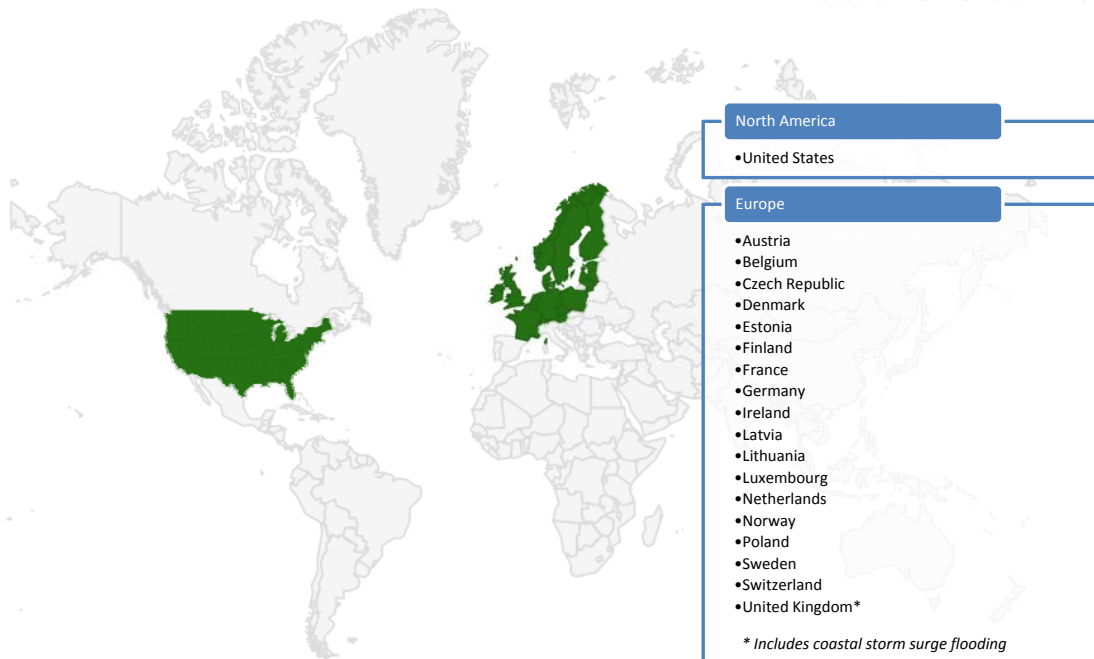 North America
•United States
Europe
•Austria
•Belgium
•Czech Republic
•Denmark
•Estonia
•Finland
•France
•Germany
•Ireland
•Latvia
•Lithuania
•Luxembourg
•Netherlands
•Norway
•Poland
•Sweden
•Switzerland
•United Kingdom*
* Includes coastal storm surge flooding